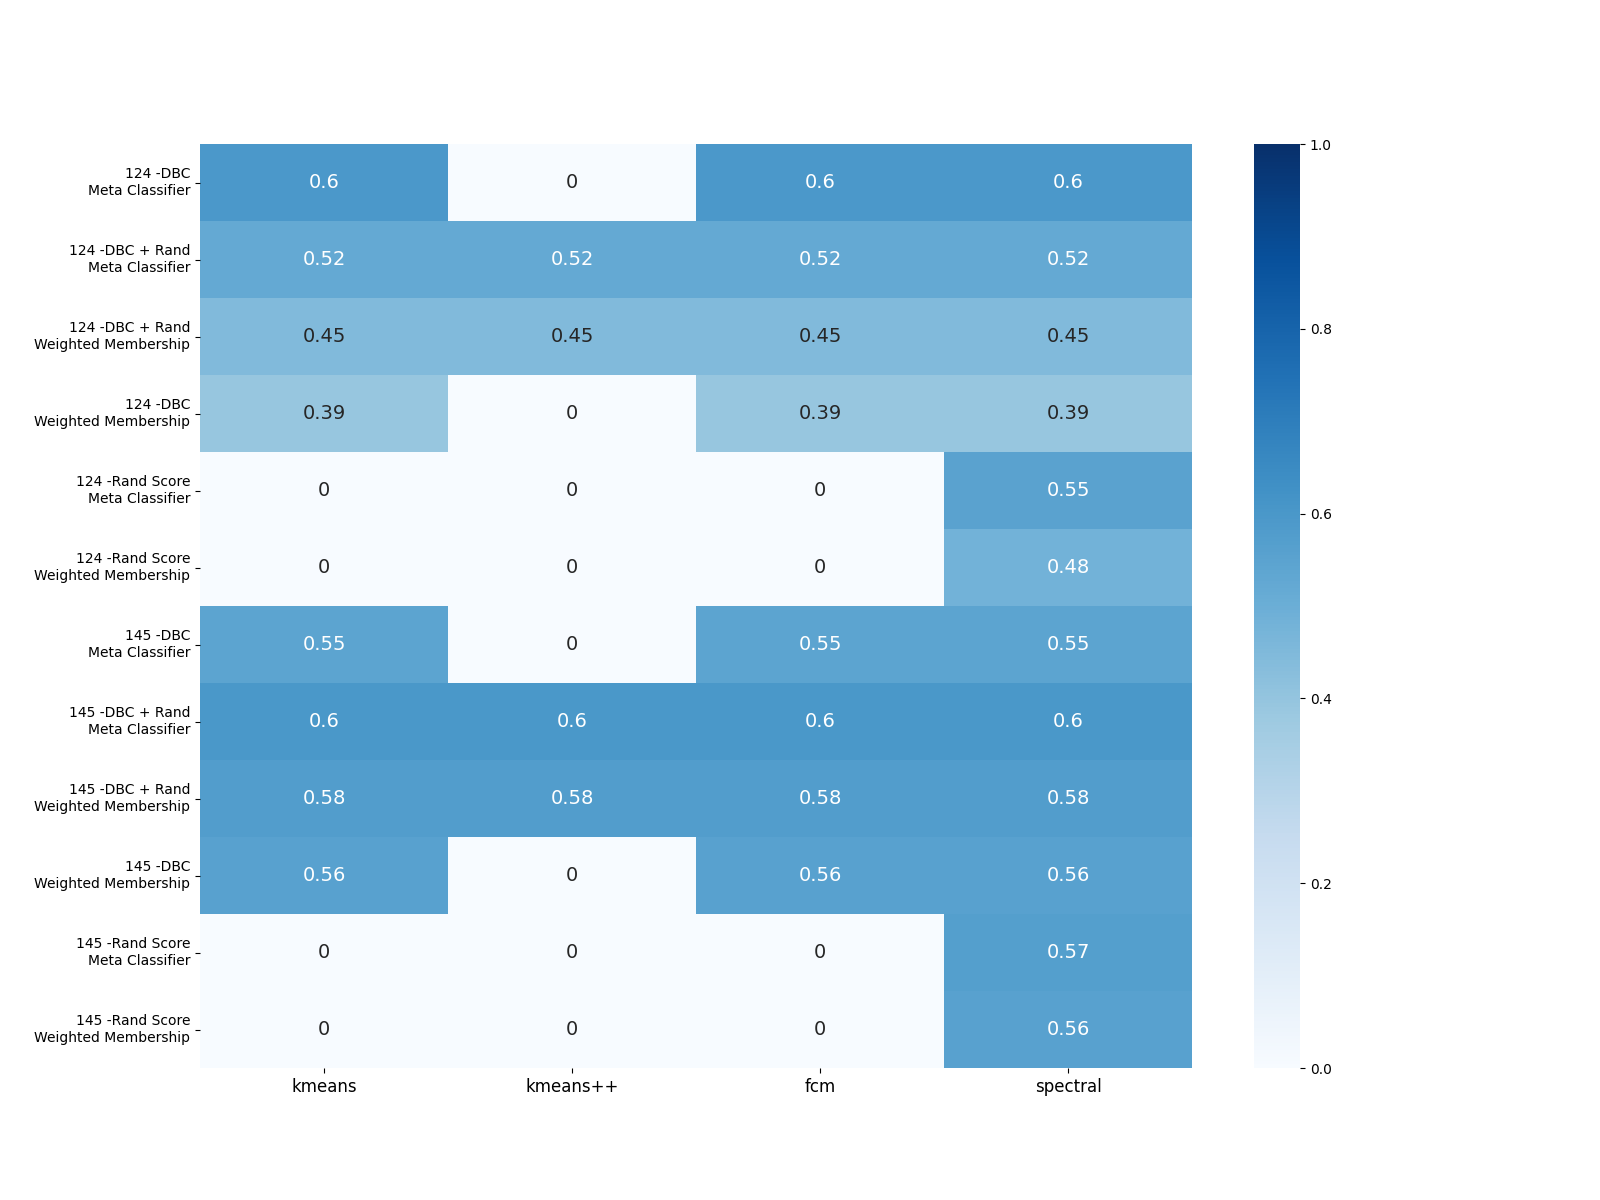 124 -DBC
Meta Classifier
0.6 0 0.6 0.6
124 -DBC + Rand
Meta Classifier
0.52 0.52 0.52 0.52
124 -DBC + Rand
Weighted Membership
0.45 0.45 0.45 0.45
124 -DBC
Weighted Membership
0.39 0 0.39 0.39
124 -Rand Score
Meta Classifier
0 0 0 0.55
124 -Rand Score
Weighted Membership
0 0 0 0.48
145 -DBC
Meta Classifier
0.55 0 0.55 0.55
145 -DBC + Rand
Meta Classifier
0.6 0.6 0.6 0.6
145 -DBC + Rand
Weighted Membership
0.58 0.58 0.58 0.58
145 -DBC
Weighted Membership
0.56 0 0.56 0.56
145 -Rand Score
Meta Classifier
0 0 0 0.57
145 -Rand Score
Weighted Membership
0 0 0 0.56
kmeans kmeans++ fcm spectral
1.0
0.8
0.6
0.4
0.2
0.0